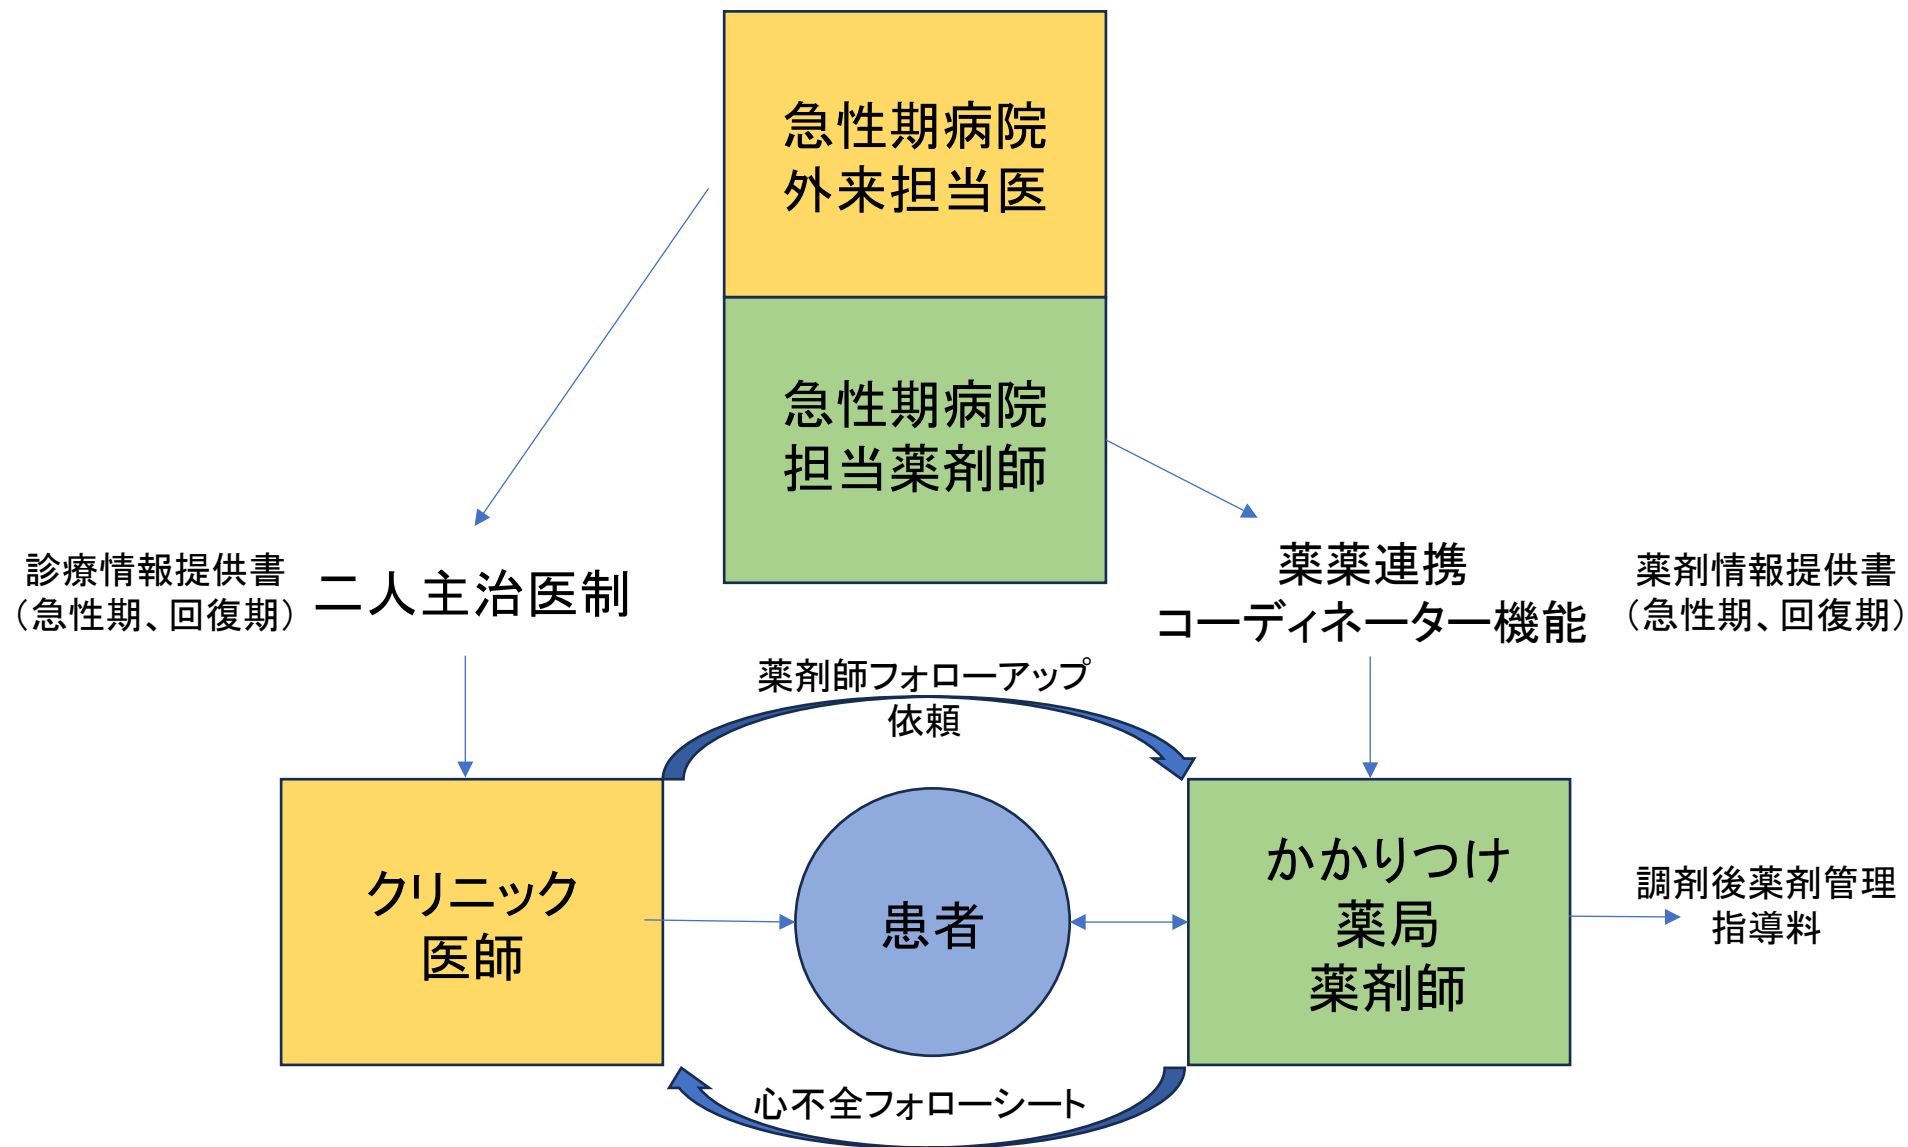 急性期病院
外来担当医
急性期病院
担当薬剤師
診療情報提供書
（急性期、回復期）
二人主治医制
薬薬連携
コーディネーター機能
薬剤情報提供書
（急性期、回復期）
薬剤師フォローアップ
依頼
クリニック
医師
患者
かかりつけ
薬局
薬剤師
調剤後薬剤管理
指導料
心不全フォローシート